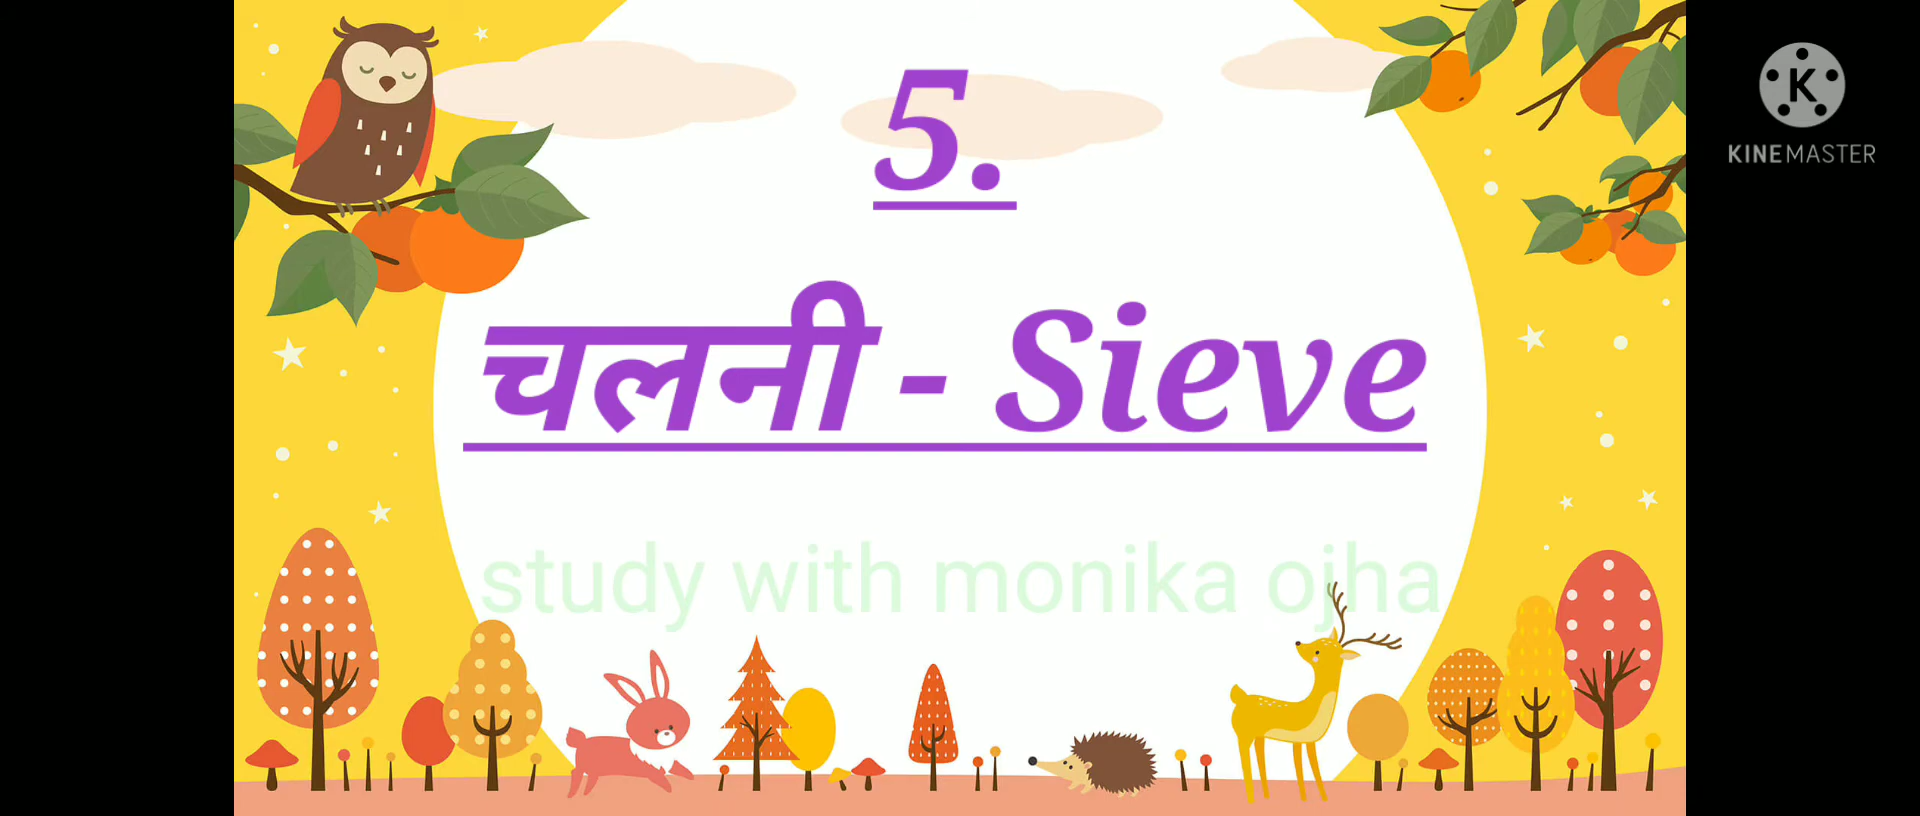 5.
चलनी - Sieve
study with monika ojha
K
KINEMASTER